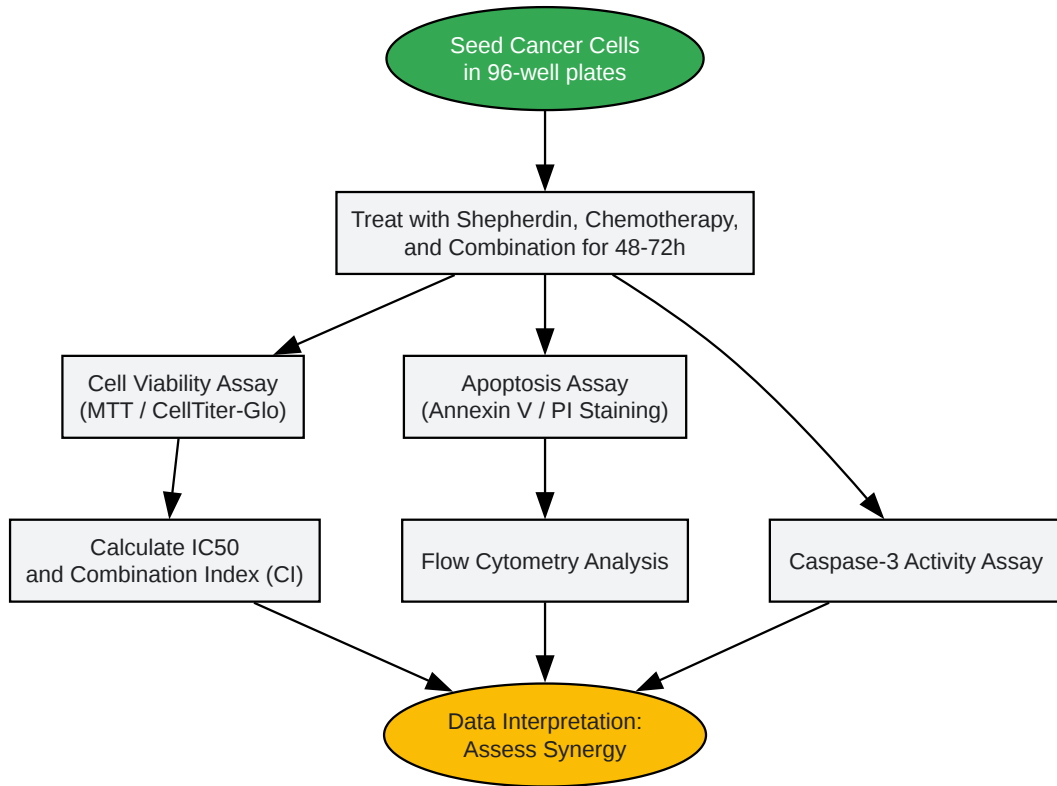 Seed Cancer Cells
in 96-well plates
Treat with Shepherdin, Chemotherapy,
and Combination for 48-72h
Cell Viability Assay
(MTT / CellTiter-Glo)
Apoptosis Assay
(Annexin V / PI Staining)
Calculate IC50
and Combination Index (CI)
Flow Cytometry Analysis
Caspase-3 Activity Assay
Data Interpretation:
Assess Synergy